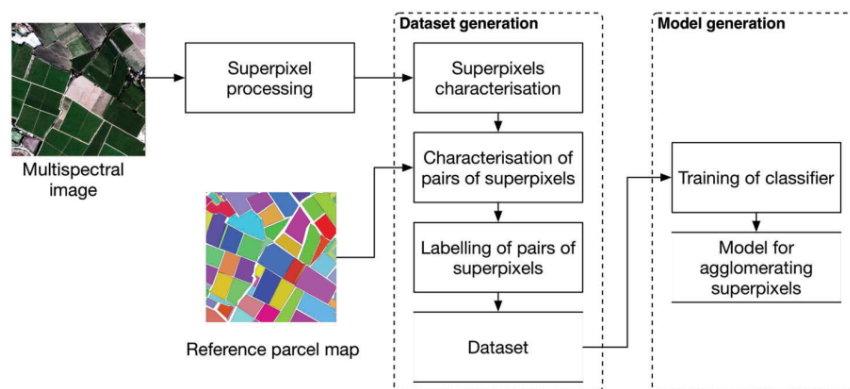 Dataset generation
Model generation
Superpixel
processing
Superpixels
characterisation
Multispectral
image
Characterisation of
pairs of superpixels
Training of classifier
Labelling of pairs of
superpixels
Model for
agglomerating
superpixels
Reference parcel map
Dataset